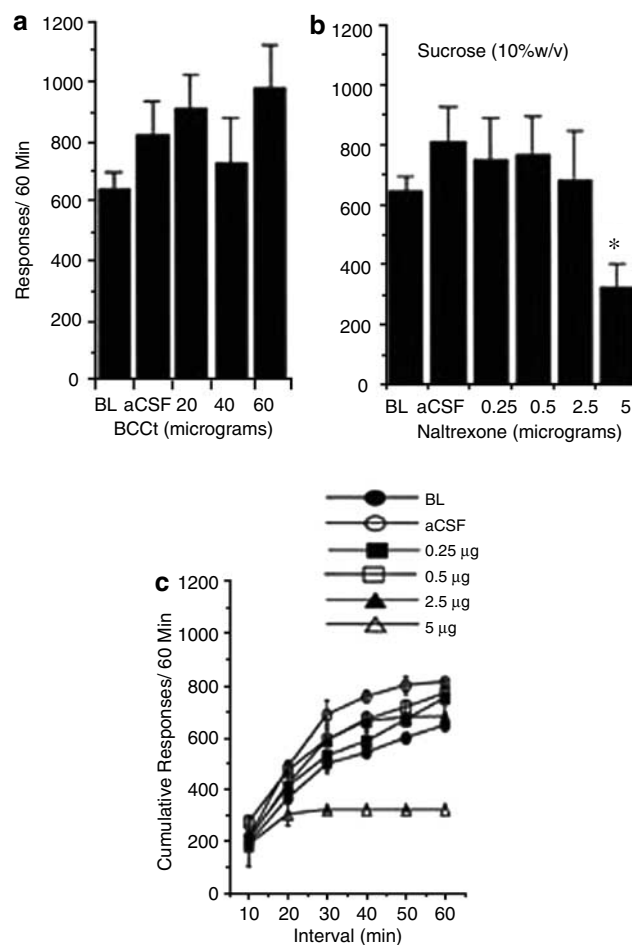 a
1200
1000
800
600
400
200
0
Responses/ 60 Min
BL aCSF 20 40 60
BCCt (micrograms)
b
Sucrose (10%w/v)
1200
1000
800
600
400
200
0
*
BL aCSF 0.25 0.5 2.5 5
Naltrexone (micrograms)
BL
aCSF
0.25 µg
0.5 µg
2.5 µg
5 µg
c
1200
1000
800
600
400
200
0
Cumulative Responses/ 60 Min
10 20 30 40 50 60
Interval (min)